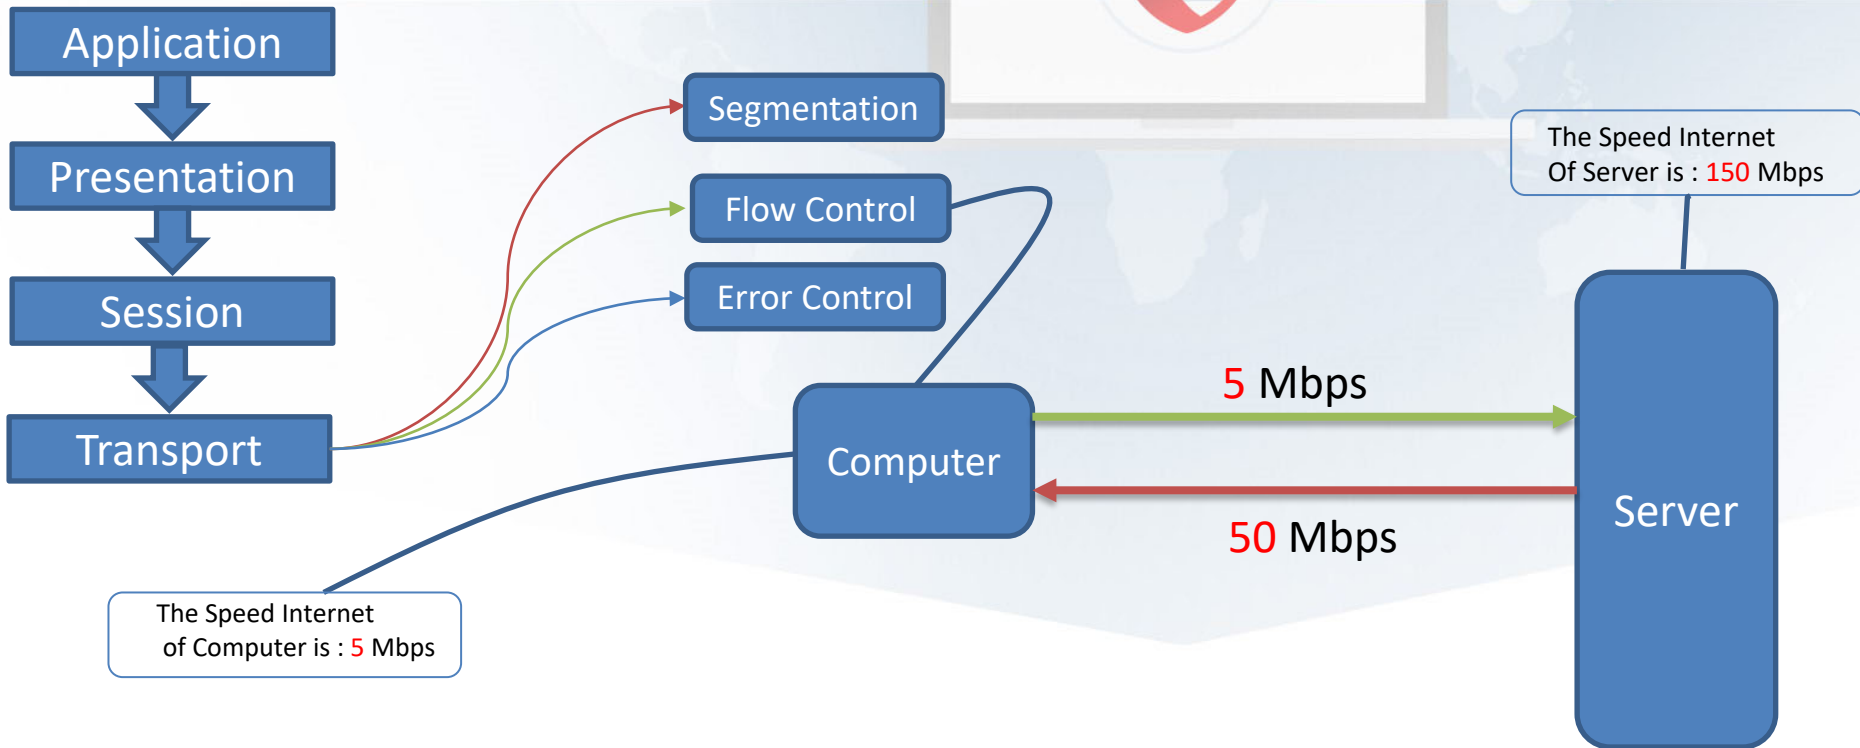 Application
Presentation
Session
Transport
Segmentation
Flow Control
Error Control
The Speed Internet
of Computer is : 5 Mbps
Computer
5 Mbps
50 Mbps
The Speed Internet
Of Server is : 150 Mbps
Server